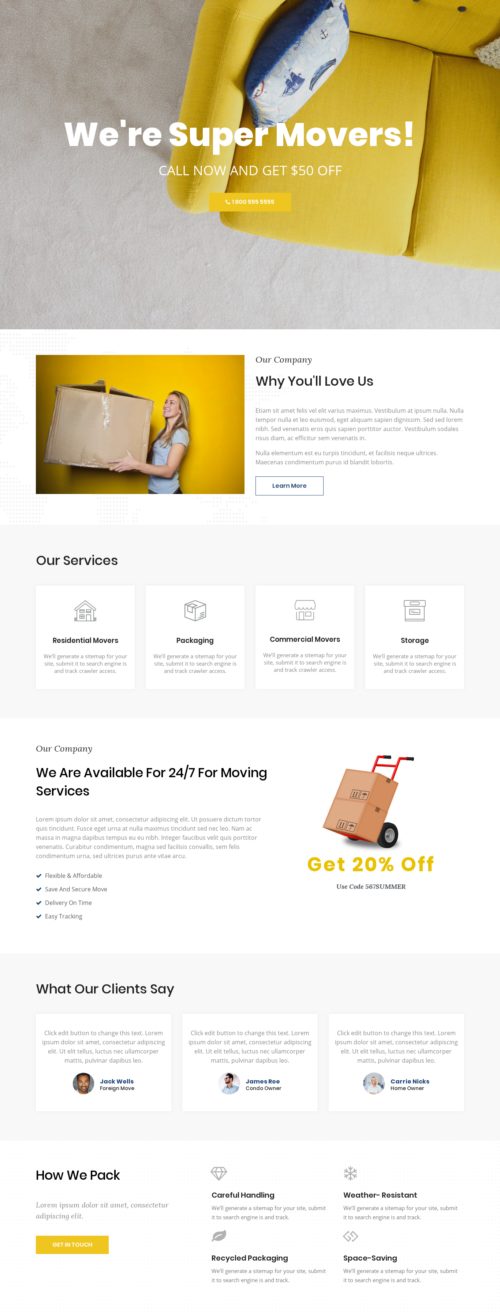 We're Super Movers!
CALL NOW AND GET $50 OFF
1 800 555 5555
Our Company
Why You'll Love Us
Etiam sit amet felis vel elit varius maximus. Vestibulum at ipsum nulla. Nulla
tempor nulla et leo euismod, eget aliquam sapien dignissim. Sed sed lorem
nibh. Sed venenatis eros quis sapien porttitor auctor. Vestibulum sodales
risus diam, ac efficitur sem venenatis in.
Nulla elementum est eu turpis tincidunt, et facilisis neque ultrices.
Maecenas condimentum purus id blandit lobortis.
Learn More
Our Services
Residential Movers
We'll generate a sitemap for your
site, submit it to search engine is
and track crawler access.
Packaging
We'll generate a sitemap for your
site, submit it to search engine is
and track crawler access.
Commercial Movers
We'll generate a sitemap for your
site, submit it to search engine is
and track crawler access.
Storage
We'll generate a sitemap for your
site, submit it to search engine is
and track crawler access.
Our Company
We Are Available For 24/7 For Moving
Services
Lorem ipsum dolor sit amet, consectetur adipiscing elit. Ut posuere dictum tortor
quis tincidunt. Fusce eget urna at nulla maximus tincidunt sed eu odio. Nam ac
massa in magna dapibus rhoncus eu eu nibh. Integer faucibus velit quis dapibus
venenatis. Curabitur condimentum, magna sed facilisis convallis, sem felis
condimentum urna, sed ultrices purus ante vitae arcu.
Flexible & Affordable
Save And Secure Move
Delivery On Time
Easy Tracking
Get 20% Off
Use Code 567SUMMER
What Our Clients Say
Click edit button to change this text. Lorem
ipsum dolor sit amet, consectetur adipiscing
elit. Ut elit tellus, luctus nec ullamcorper
mattis, pulvinar dapibus leo.
Jack Wells
Foreign Move
Click edit button to change this text. Lorem
ipsum dolor sit amet, consectetur adipiscing
elit. Ut elit tellus, luctus nec ullamcorper
mattis, pulvinar dapibus leo.
James Roe
Condo Owner
Click edit button to change this text. Lorem
ipsum dolor sit amet, consectetur adipiscing
elit. Ut elit tellus, luctus nec ullamcorper
mattis, pulvinar dapibus leo.
Carrie Nicks
Home Owner
How We Pack
Lorem ipsum dolor sit amet, consectetur
adipiscing elit.
GET IN TOUCH
Careful Handling
We'll generate a sitemap for your site, submit
it to search engine is and track.
Weather- Resistant
We'll generate a sitemap for your site, submit
it to search engine is and track.
Recycled Packaging
We'll generate a sitemap for your site, submit
it to search engine is and track.
Space-Saving
We'll generate a sitemap for your site, submit
it to search engine is and track.